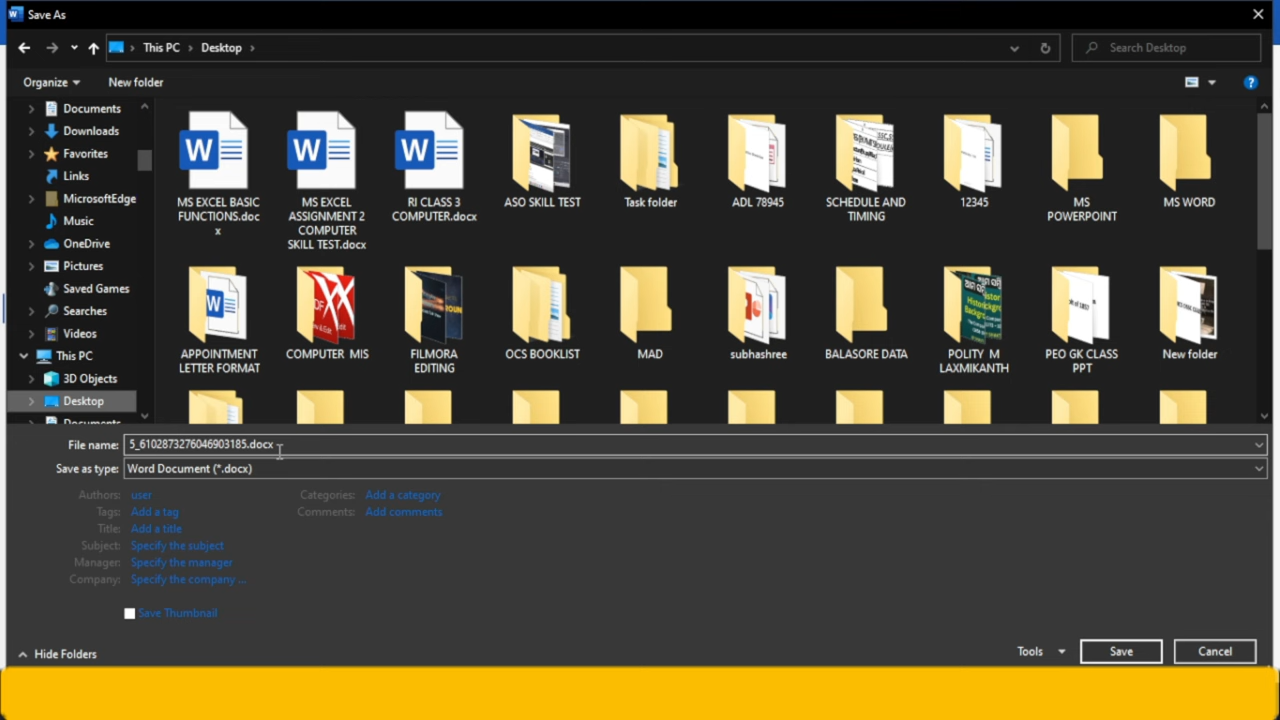 Save As
This PC > Desktop >
Search Desktop
Organize
New folder
Documents
Downloads
Favorites
Links
MicrosoftEdge
Music
OneDrive
Pictures
Saved Games
Searches
Videos
This PC
3D Objects
Desktop
Documents
MS EXCEL BASIC
FUNCTIONS.doc
x
MS EXCEL
ASSIGNMENT 2
COMPUTER
SKILL TEST.docx
RI CLASS 3
COMPUTER.docx
ASO SKILL TEST
Task folder
ADL 78945
SCHEDULE AND
TIMING
12345
MS
POWERPOINT
MS WORD
APPOINTMENT
LETTER FORMAT
COMPUTER MIS
FILMORA
EDITING
OCS BOOKLIST
MAD
subhashree
BALASORE DATA
POLITY M
LAXMIKANTH
PEO GK CLASS
PPT
New folder
File name: 5_6102873276046903185.docx
Save as type: Word Document (*.docx)
Authors: user
Tags: Add a tag
Title: Add a title
Subject: Specify the subject
Manager: Specify the manager
Company: Specify the company ...
Categories: Add a category
Comments: Add comments
Save Thumbnail
Hide Folders
Tools
Save
Cancel